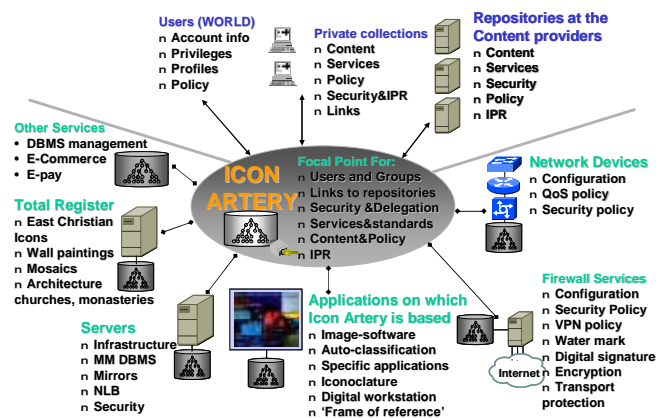 Users (WORLD)
n Account info
n Privileges
n Profiles
n Policy
Private collections
n Content
n Services
n Policy
n Security&IPR
n Links
Repositories at the
Content providers
n Content
n Services
n Security
n Policy
n IPR
Other Services
• DBMS management
• E-Commerce
• E-pay
ICON
ARTERY
Focal Point For:
n Users and Groups
n Links to repositories
n Security &Delegation
n Services&standards
n Content&Policy
n IPR
Network Devices
n Configuration
n QoS policy
n Security policy
Total Register
n East Christian
Icons
n Wall paintings
n Mosaics
n Architecture
churches, monasteries
Servers
n Infrastructure
n MM DBMS
n Mirrors
n NLB
n Security
Applications on which
Icon Artery is based
n Image-software
n Auto-classification
n Specific applications
n Iconoclature
n Digital workstation
n 'Frame of reference'
Firewall Services
n Configuration
n Security Policy
n VPN policy
n Water mark
n Digital signature
n Encryption
n Transport
protection
Internet